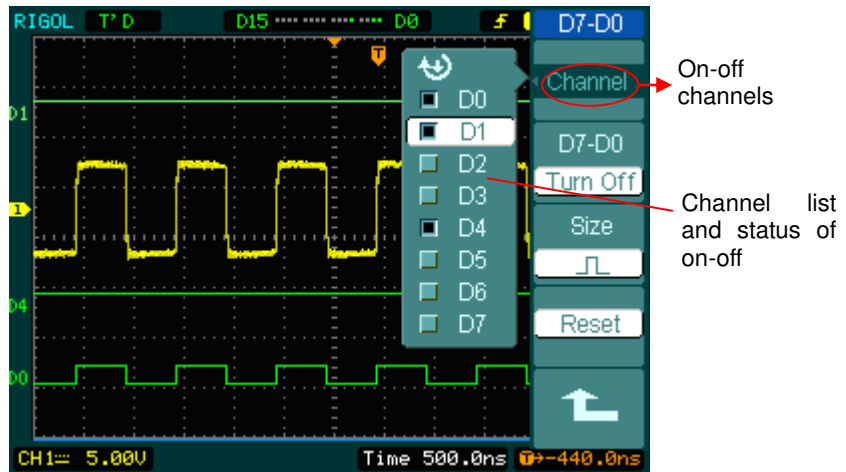 RIGOL T'D D15 D0 D7-D0
Channel
On-off
channels
D0
D1
D2
D3
D4
D5
D6
D7
D7-D0
Turn Off
Size
Reset
Channel list
and status of
on-off
D1
1
D4
D0
T
CH1 5.00V Time 500.0ns T→-440.0ns